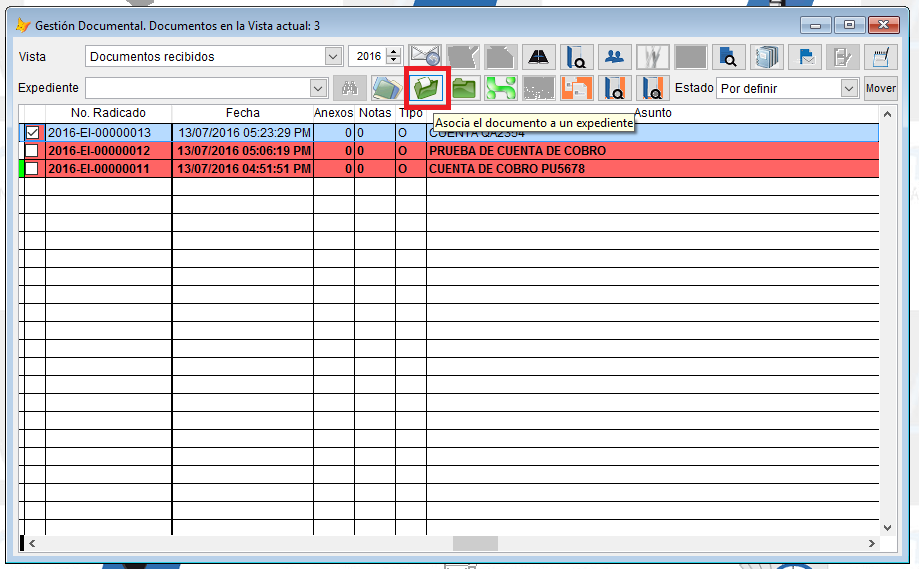 Gestión Documental. Documentos en la Vista actual: 3
Vista Documentos recibidos 2016
Expediente Estado Por definir Mover
No. Radicado Fecha Anexos Notas Tipo Asunto
Asocia el documento a un expediente
2016-EI-00000013 13/07/2016 05:23:29 PM 0 0 O CUENTA QA2354
2016-EI-00000012 13/07/2016 05:06:19 PM 0 0 O PRUEBA DE CUENTA DE COBRO
2016-EI-00000011 13/07/2016 04:51:51 PM 0 0 O CUENTA DE COBRO PU5678